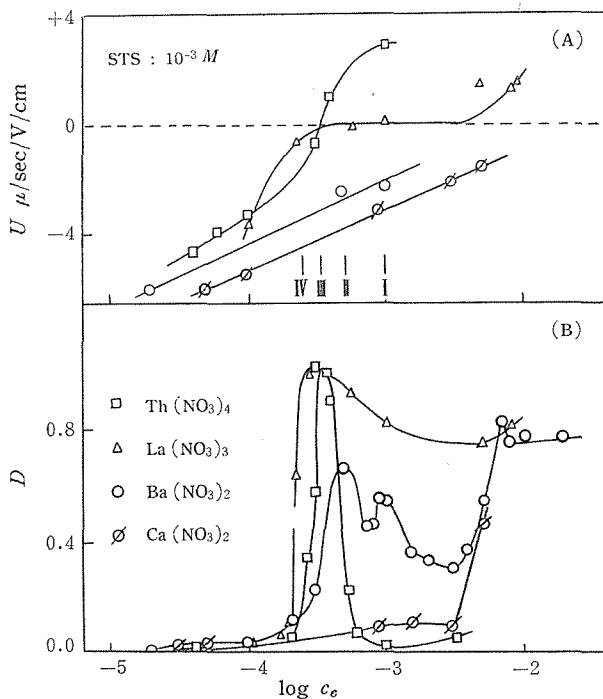 +4
(A)
STS : 10⁻³ M
0
U μ/sec/V/cm
−4
IV III II I
(B)
Th(NO₃)₄
La(NO₃)₃
0.8
Ba(NO₃)₂
D
Ca(NO₃)₂
0.4
0.0
−5 −4 −3 −2
log cₑ